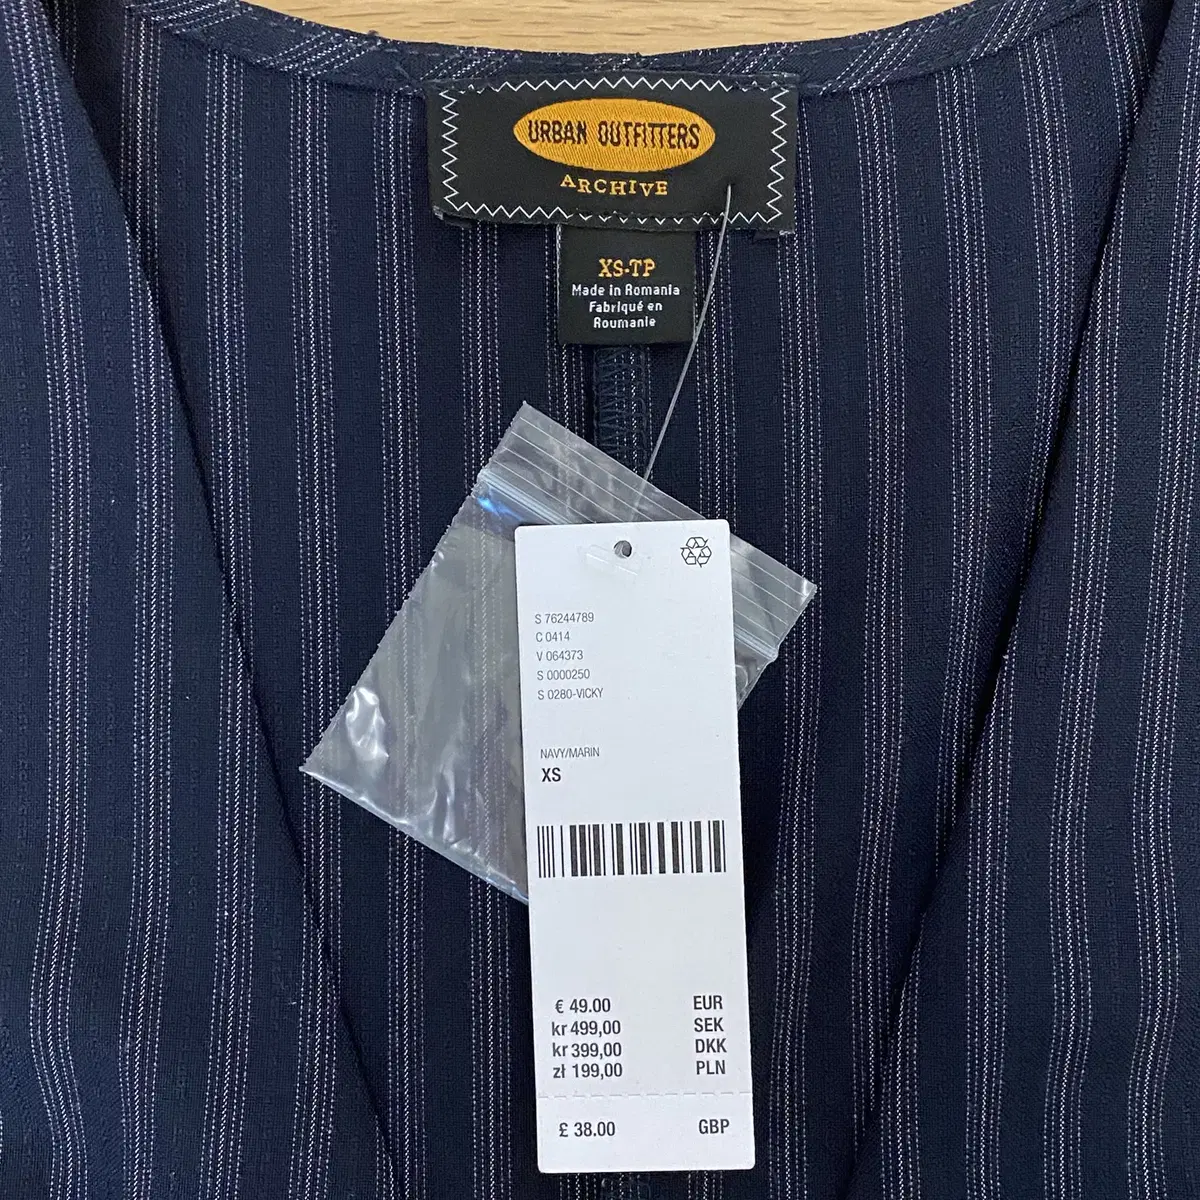 URBAN OUTFITTERS
ARCHIVE
XS-TP
Made in Romania
Fabriqué en
Roumanie
S 76244789
C 0414
V 064373
S 0000250
S 0280-VICKY
NAVY/MARIN
XS
€ 49.00 EUR
kr 499,00 SEK
kr 399,00 DKK
zł 199,00 PLN
£ 38.00 GBP